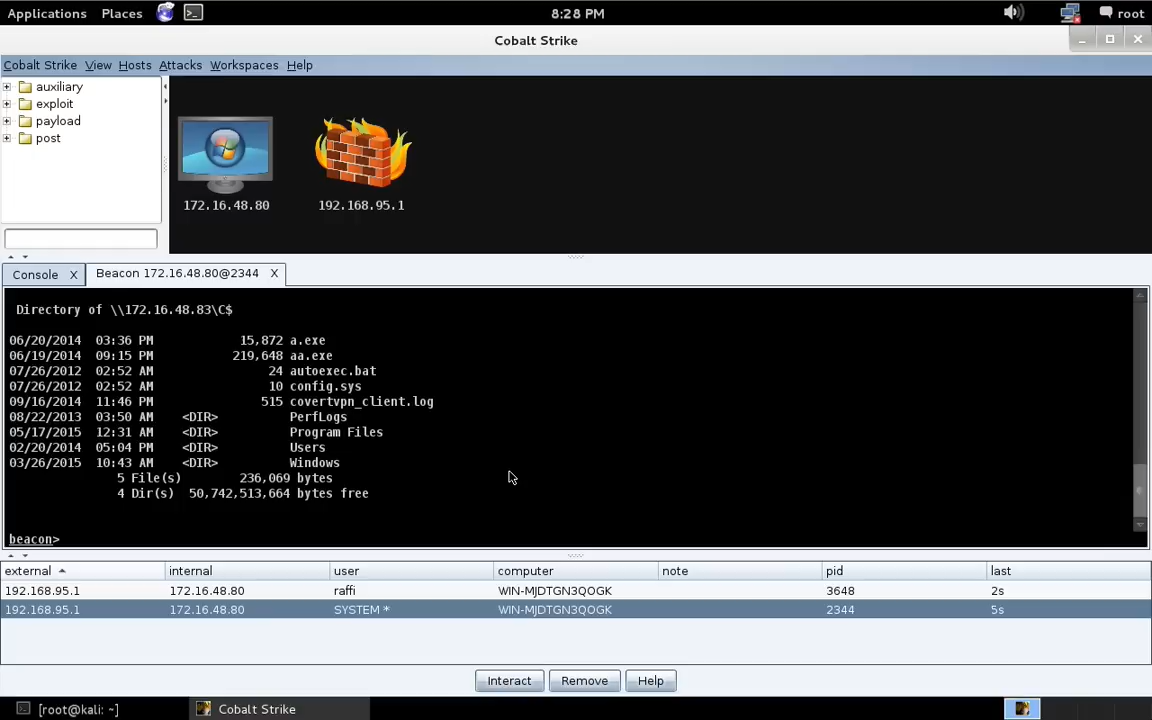 Applications Places 8:28 PM root
Cobalt Strike
Cobalt Strike View Hosts Attacks Workspaces Help
auxiliary
exploit
payload
post
172.16.48.80 192.168.95.1
Console X Beacon 172.16.48.80@2344 X
Directory of \\172.16.48.83\C$
06/20/2014 03:36 PM 15,872 a.exe
06/19/2014 09:15 PM 219,648 aa.exe
07/26/2012 02:52 AM 24 autoexec.bat
07/26/2012 02:52 AM 10 config.sys
09/16/2014 11:46 PM 515 covertvpn_client.log
08/22/2013 03:50 AM <DIR> PerfLogs
05/17/2015 12:31 AM <DIR> Program Files
02/20/2014 05:04 PM <DIR> Users
03/26/2015 10:43 AM <DIR> Windows
5 File(s) 236,069 bytes
4 Dir(s) 50,742,513,664 bytes free
beacon>
external internal user computer note pid last
192.168.95.1 172.16.48.80 raffi WIN-MJDTGN3QOGK 3648 2s
192.168.95.1 172.16.48.80 SYSTEM * WIN-MJDTGN3QOGK 2344 5s
Interact Remove Help
[root@kali: ~] Cobalt Strike